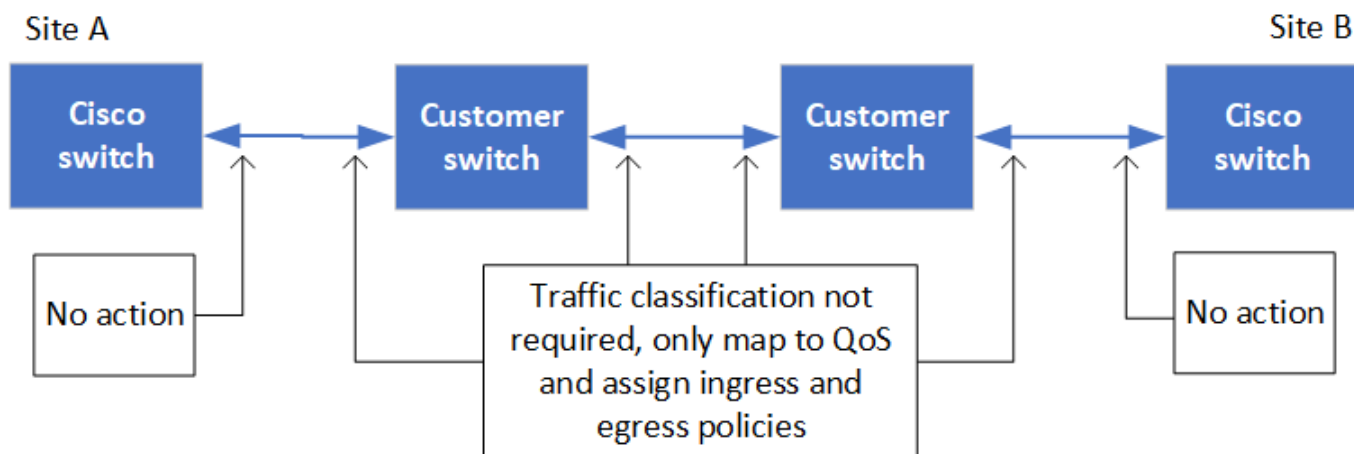 Site A
Site B
Cisco
switch
Customer
switch
Customer
switch
Cisco
switch
No action
Traffic classification not
required, only map to QoS
and assign ingress and
egress policies
No action